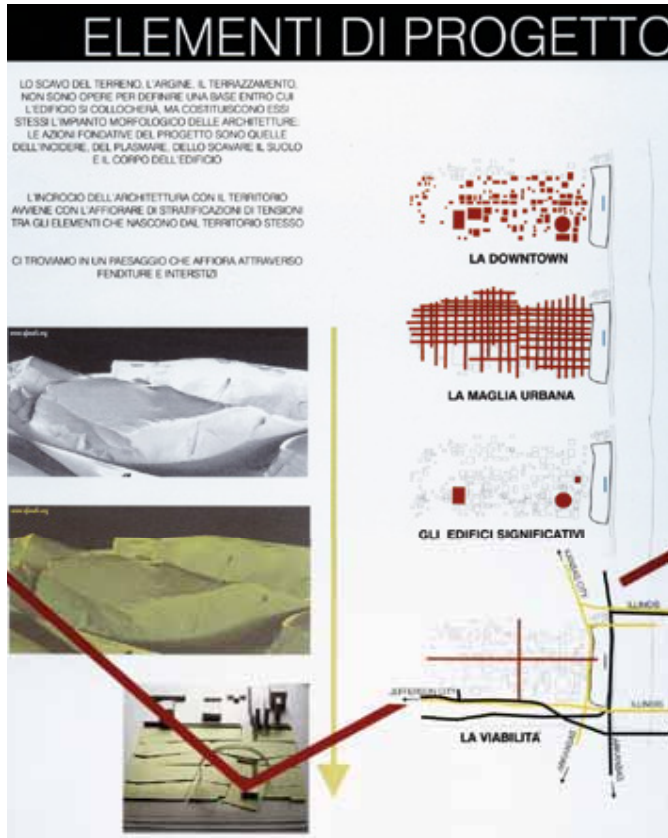 ELEMENTI DI PROGETTO
LO SCAVO DEL TERRENO, L'ARGINE, IL TERRAZZAMENTO,
NON SONO OPERE PER DEFINIRE UNA BASE ENTRO CUI
L'EDIFICIO SI COLLOCHERÀ, MA COSTITUISCONO ESSI
STESSI L'IMPIANTO MORFOLOGICO DELLE ARCHITETTURE:
LE AZIONI FONDATIVE DEL PROGETTO SONO QUELLE
DELL'INCIDERE, DEL PLASMARE, DELLO SCAVARE IL SUOLO
E IL CORPO DELL'EDIFICIO
L'INCROCIO DELL'ARCHITETTURA CON IL TERRITORIO
AVVIENE CON L'AFFIORARE DI STRATIFICAZIONI DI TENSIONI
TRA GLI ELEMENTI CHE NASCONO DAL TERRITORIO STESSO
CI TROVIAMO IN UN PAESAGGIO CHE AFFIORA ATTRAVERSO
FENDITURE E INTERSTIZI
LA DOWNTOWN
LA MAGLIA URBANA
GLI EDIFICI SIGNIFICATIVI
KANSAS CITY
ILLINOIS
JEFFERSON CITY
ILLINOIS
LA VIABILITA'
ARKANSAS